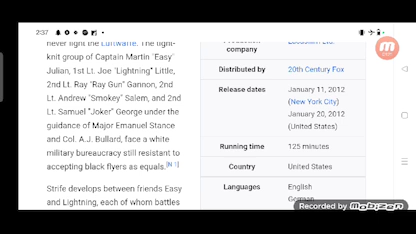 2:37
never fight the Luftwaffe. The tight-
knit group of Captain Martin "Easy"
Julian, 1st Lt. Joe "Lightning" Little,
2nd Lt. Ray "Ray Gun" Gannon, 2nd
Lt. Andrew "Smokey" Salem, and 2nd
Lt. Samuel "Joker" George under the
guidance of Major Emanuel Stance
and Col. A.J. Bullard, face a white
military bureaucracy still resistant to
accepting black flyers as equals.[N 1]
Strife develops between friends Easy
and Lightning, each of whom battles
Production
company
Lucasfilm Ltd.
Distributed by 20th Century Fox
Release dates January 11, 2012
(New York City)
January 20, 2012
(United States)
Running time 125 minutes
Country United States
Languages English
German
Recorded by mobizen